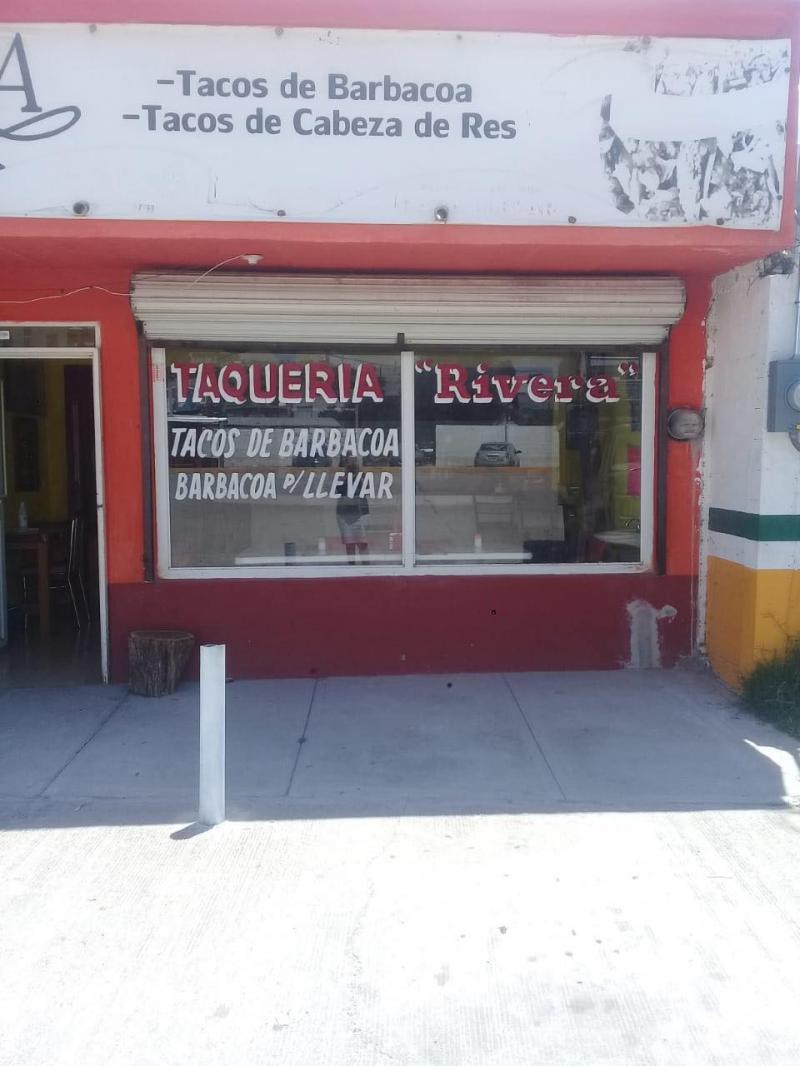 A
-Tacos de Barbacoa
-Tacos de Cabeza de Res
TAQUERIA "Rivera"
TACOS DE BARBACOA
BARBACOA P/LLEVAR